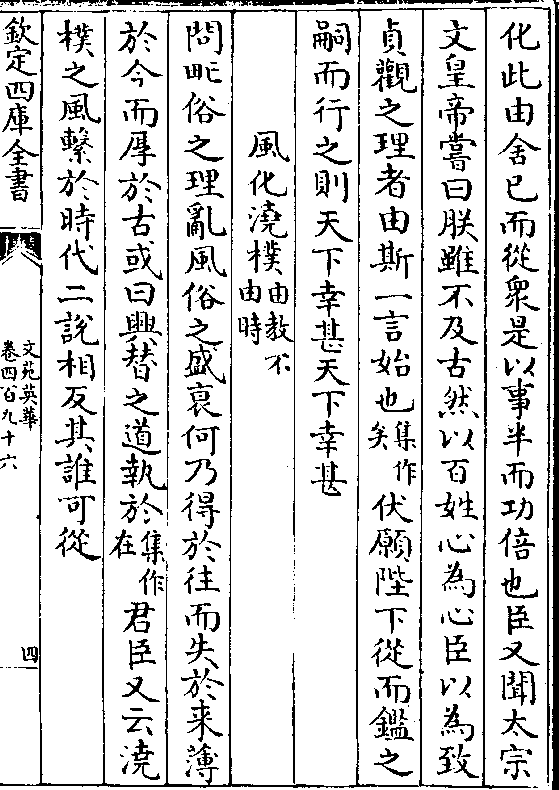 化此由舍已而從衆是以事半而功倍也臣又聞太宗
文皇帝嘗曰朕雖不及古然以百姓心為心臣以為致
貞觀之理者由斯一言始也集作矣伏願陛下從而鑑之
嗣而行之則天下幸甚天下幸甚
風化澆樸由教不由時
問甿俗之理亂風俗之盛衰何乃得於往而失於来薄
於今而厚於古或曰興替之道執於集作在君臣又云澆
樸之風繫於時代二說相反其誰可從
欽定四庫全書
文苑英華
卷四百九十六
四